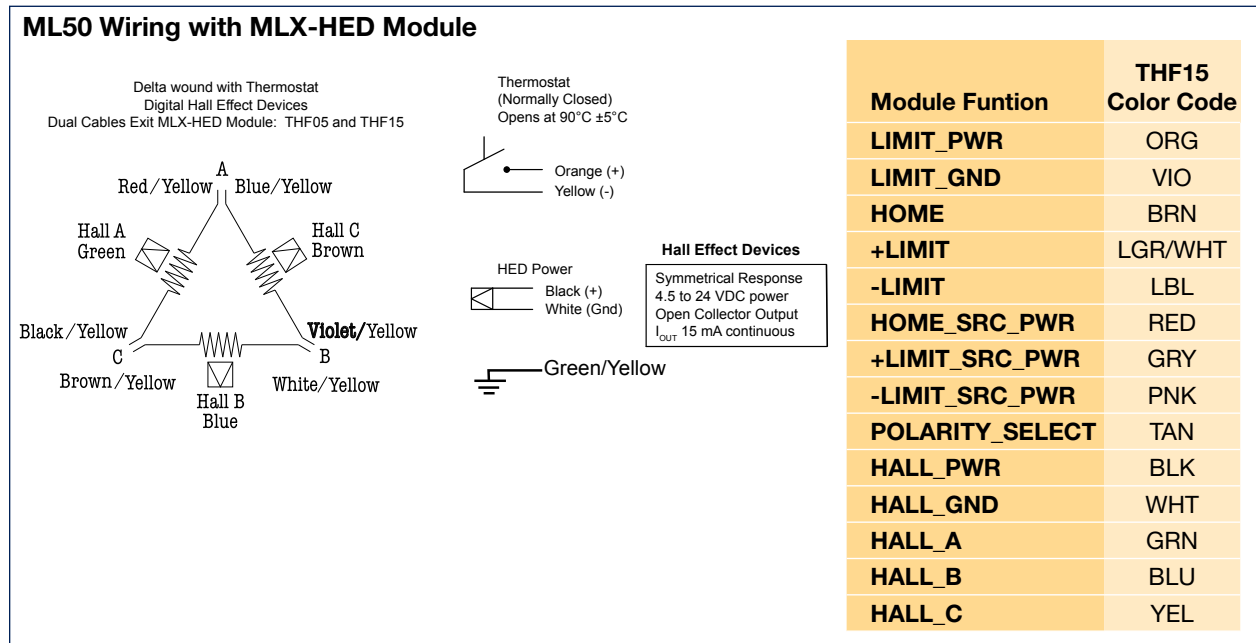 ML50 Wiring with MLX-HED Module
Delta wound with Thermostat
Digital Hall Effect Devices
Dual Cables Exit MLX-HED Module: THF05 and THF15
A
Red/Yellow
Blue/Yellow
Hall A
Green
Hall C
Brown
Black/Yellow
C
Brown/Yellow
Violet/Yellow
B
White/Yellow
Hall B
Blue
Thermostat
(Normally Closed)
Opens at 90°C ±5°C
Orange (+)
Yellow (-)
HED Power
Black (+)
White (Gnd)
Green/Yellow
Hall Effect Devices
Symmetrical Response
4.5 to 24 VDC power
Open Collector Output
IOUT 15 mA continuous
Module Funtion THF15 Color Code
LIMIT_PWR ORG
LIMIT_GND VIO
HOME BRN
+LIMIT LGR/WHT
-LIMIT LBL
HOME_SRC_PWR RED
+LIMIT_SRC_PWR GRY
-LIMIT_SRC_PWR PNK
POLARITY_SELECT TAN
HALL_PWR BLK
HALL_GND WHT
HALL_A GRN
HALL_B BLU
HALL_C YEL